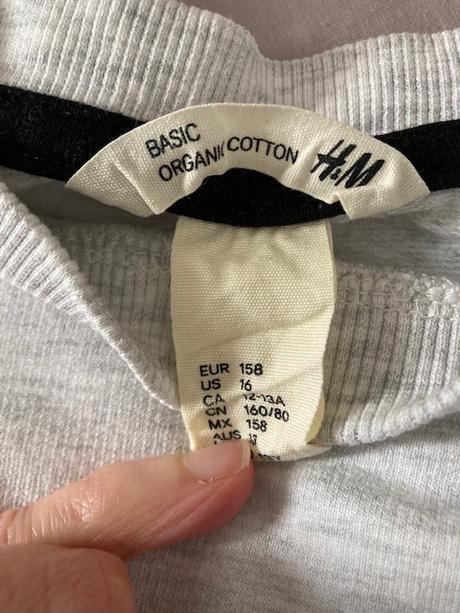 BASIC
ORGANIC COTTON H&M
EUR 158
US 16
CA 12-13A
CN 160/80
MX 158
AUS 13